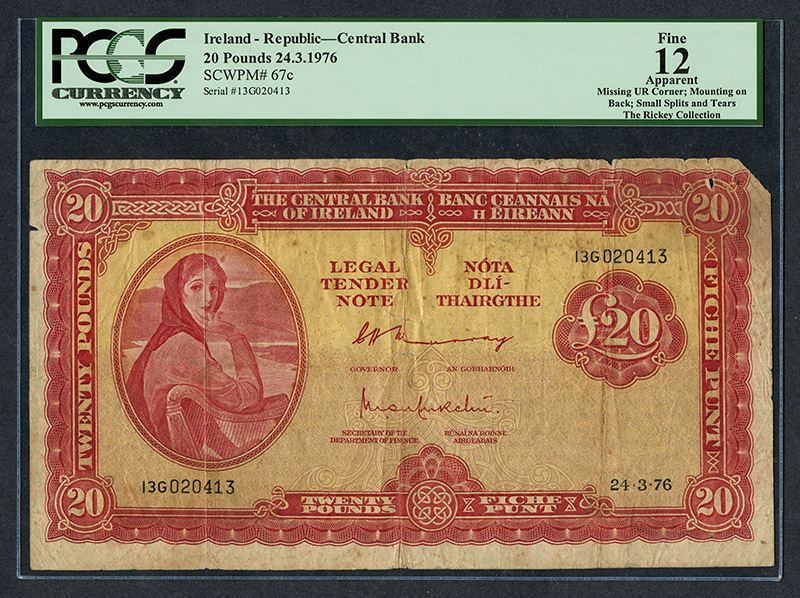 PCGS
CURRENCY
www.pcgscurrency.com
Ireland - Republic—Central Bank
20 Pounds 24.3.1976
SCWPM# 67c
Serial #13G020413
Fine
12
Apparent
Missing UR Corner; Mounting on
Back; Small Splits and Tears
The Rickey Collection
20
THE CENTRAL BANK
OF IRELAND
BANC CEANNAIS NA
H ÉIREANN
20
13G020413
LEGAL
TENDER
NOTE
NÓTA
DLÍ-
THAIRGTHE
£20
TWENTY POUNDS
FICHE PUNT
C H Murray
GOVERNOR
AN GOBHARNÓIR
SECRETARY OF THE
DEPARTMENT OF FINANCE
RÚNAÍ NA ROINNE
AIRGEADAIS
13G020413
24·3·76
20
TWENTY
POUNDS
FICHE
PUNT
20